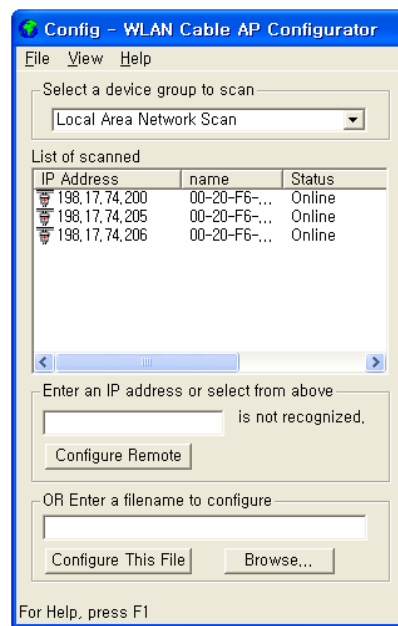 Config - WLAN Cable AP Configurator
File View Help
Select a device group to scan
Local Area Network Scan
List of scanned
IP Address name Status
198,17,74,200 00-20-F6-... Online
198,17,74,205 00-20-F6-... Online
198,17,74,206 00-20-F6-... Online
Enter an IP address or select from above
is not recognized,
Configure Remote
OR Enter a filename to configure
Configure This File Browse,,,
For Help, press F1